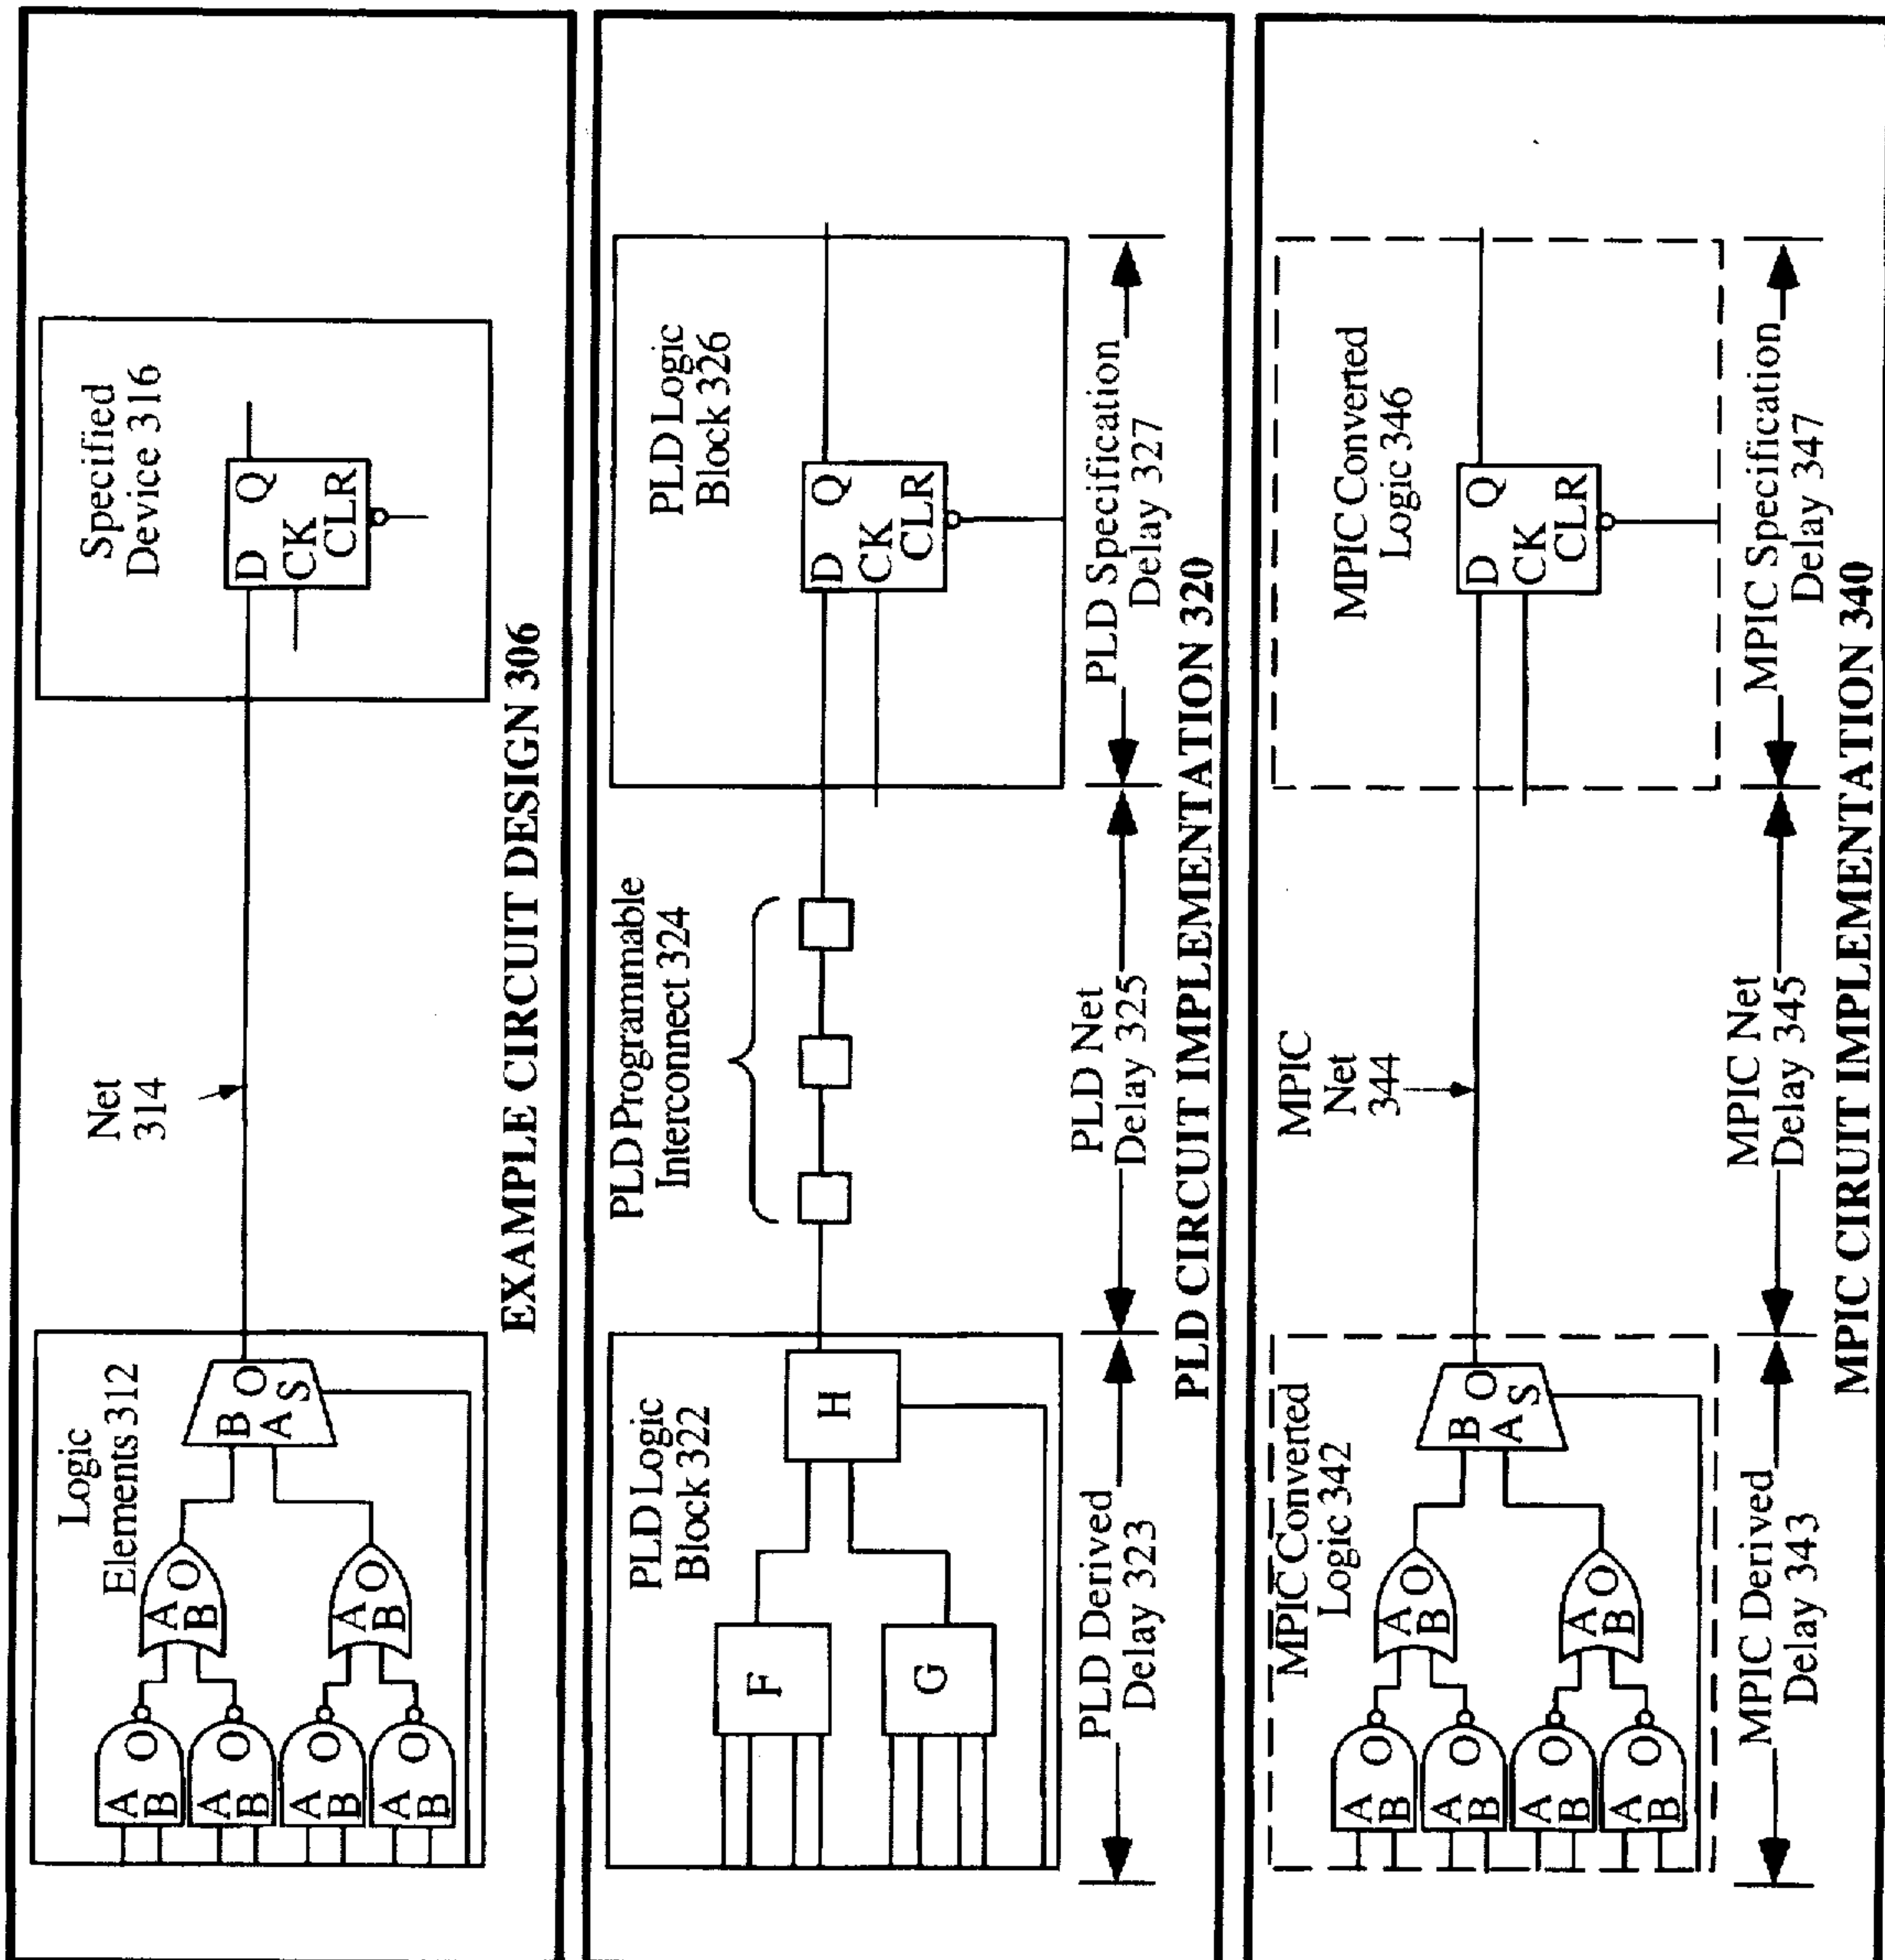 Logic
Elements 312
A
B
O
A
B
O
A
B
O
A
B
O
A
B
O
A
B
O
B
A
O
S
Net
314
Specified
Device 316
D
Q
CK
CLR
EXAMPLE CIRCUIT DESIGN 306
PLD Logic
Block 322
F
G
H
PLD Programmable
Interconnect 324
PLD Logic
Block 326
D
Q
CK
CLR
PLD Derived
Delay 323
PLD Net
Delay 325
PLD Specification
Delay 327
PLD CIRCUIT IMPLEMENTATION 320
MPIC Converted
Logic 342
A
B
O
A
B
O
A
B
O
A
B
O
A
B
O
A
B
O
B
A
O
S
MPIC
Net
344
MPIC Converted
Logic 346
D
Q
CK
CLR
MPIC Derived
Delay 343
MPIC Net
Delay 345
MPIC Specification
Delay 347
MPIC CIRUIT IMPLEMENTATION 340